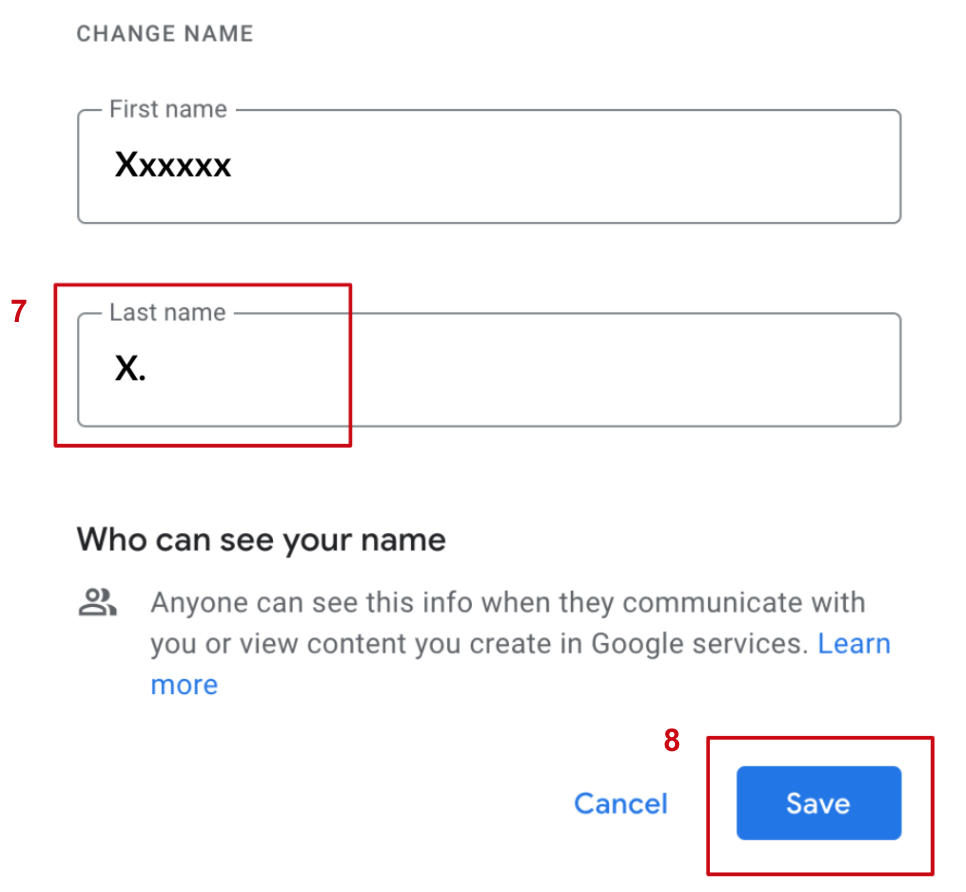 CHANGE NAME
First name
Xxxxxx
7
Last name
X.
Who can see your name
Anyone can see this info when they communicate with
you or view content you create in Google services. Learn
more
8
Cancel
Save